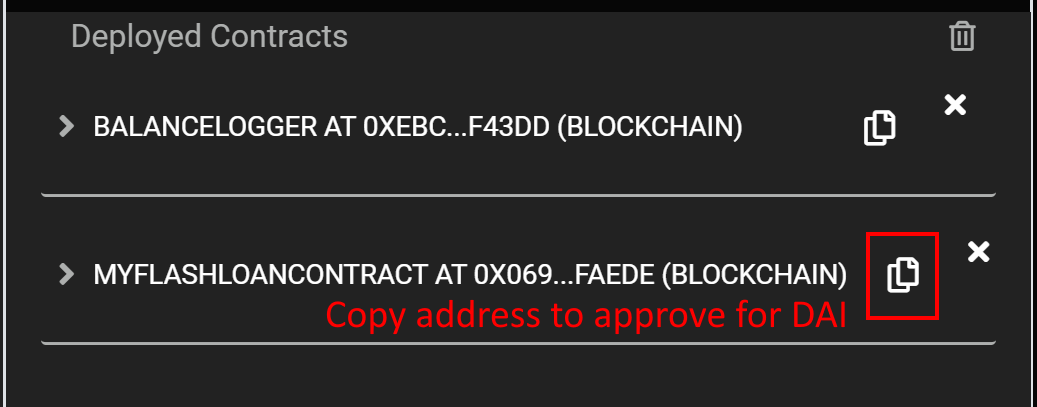 Deployed Contracts
BALANCELOGGER AT 0XEBC...F43DD (BLOCKCHAIN)
MYFLASHLOANCONTRACT AT 0X069...FAEDE (BLOCKCHAIN)
Copy address to approve for DAI